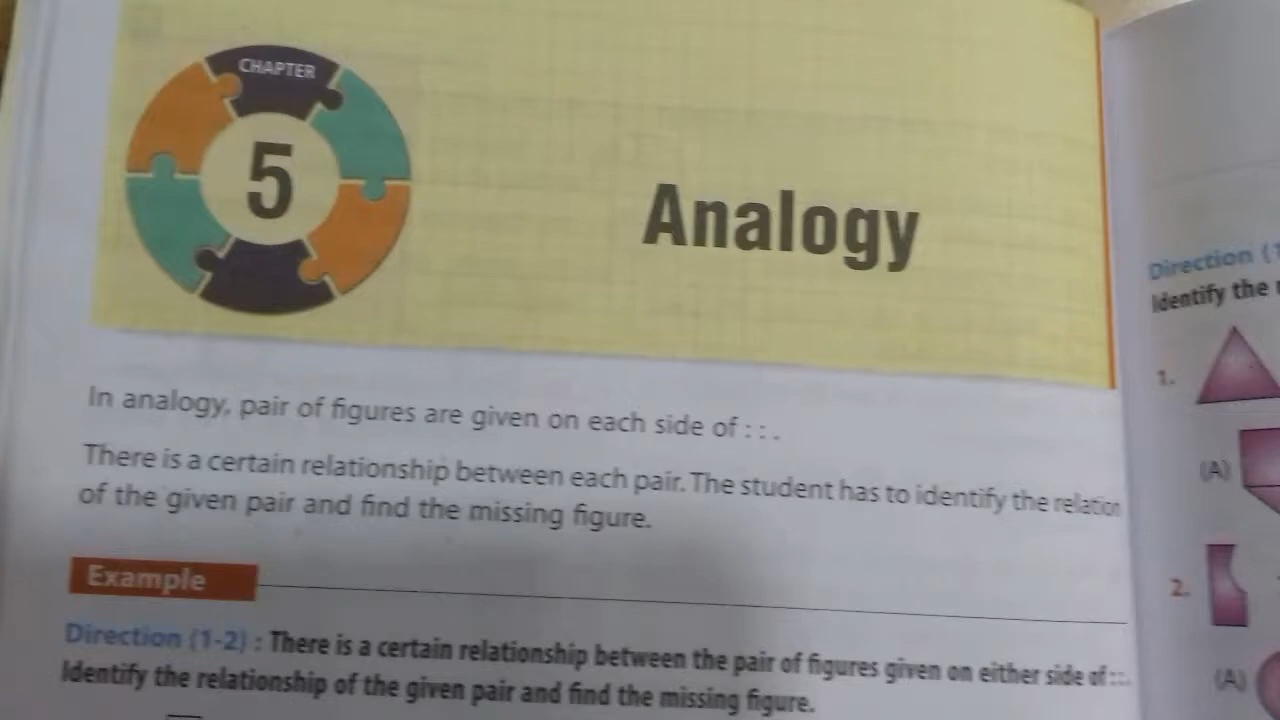 CHAPTER
5
Analogy
In analogy, pair of figures are given on each side of : : .
There is a certain relationship between each pair. The student has to identify the relation
of the given pair and find the missing figure.
Example
Direction (1-2) : There is a certain relationship between the pair of figures given on either side of : : .
Identify the relationship of the given pair and find the missing figure.
Direction (1
Identify the
1.
(A)
2.
(A)